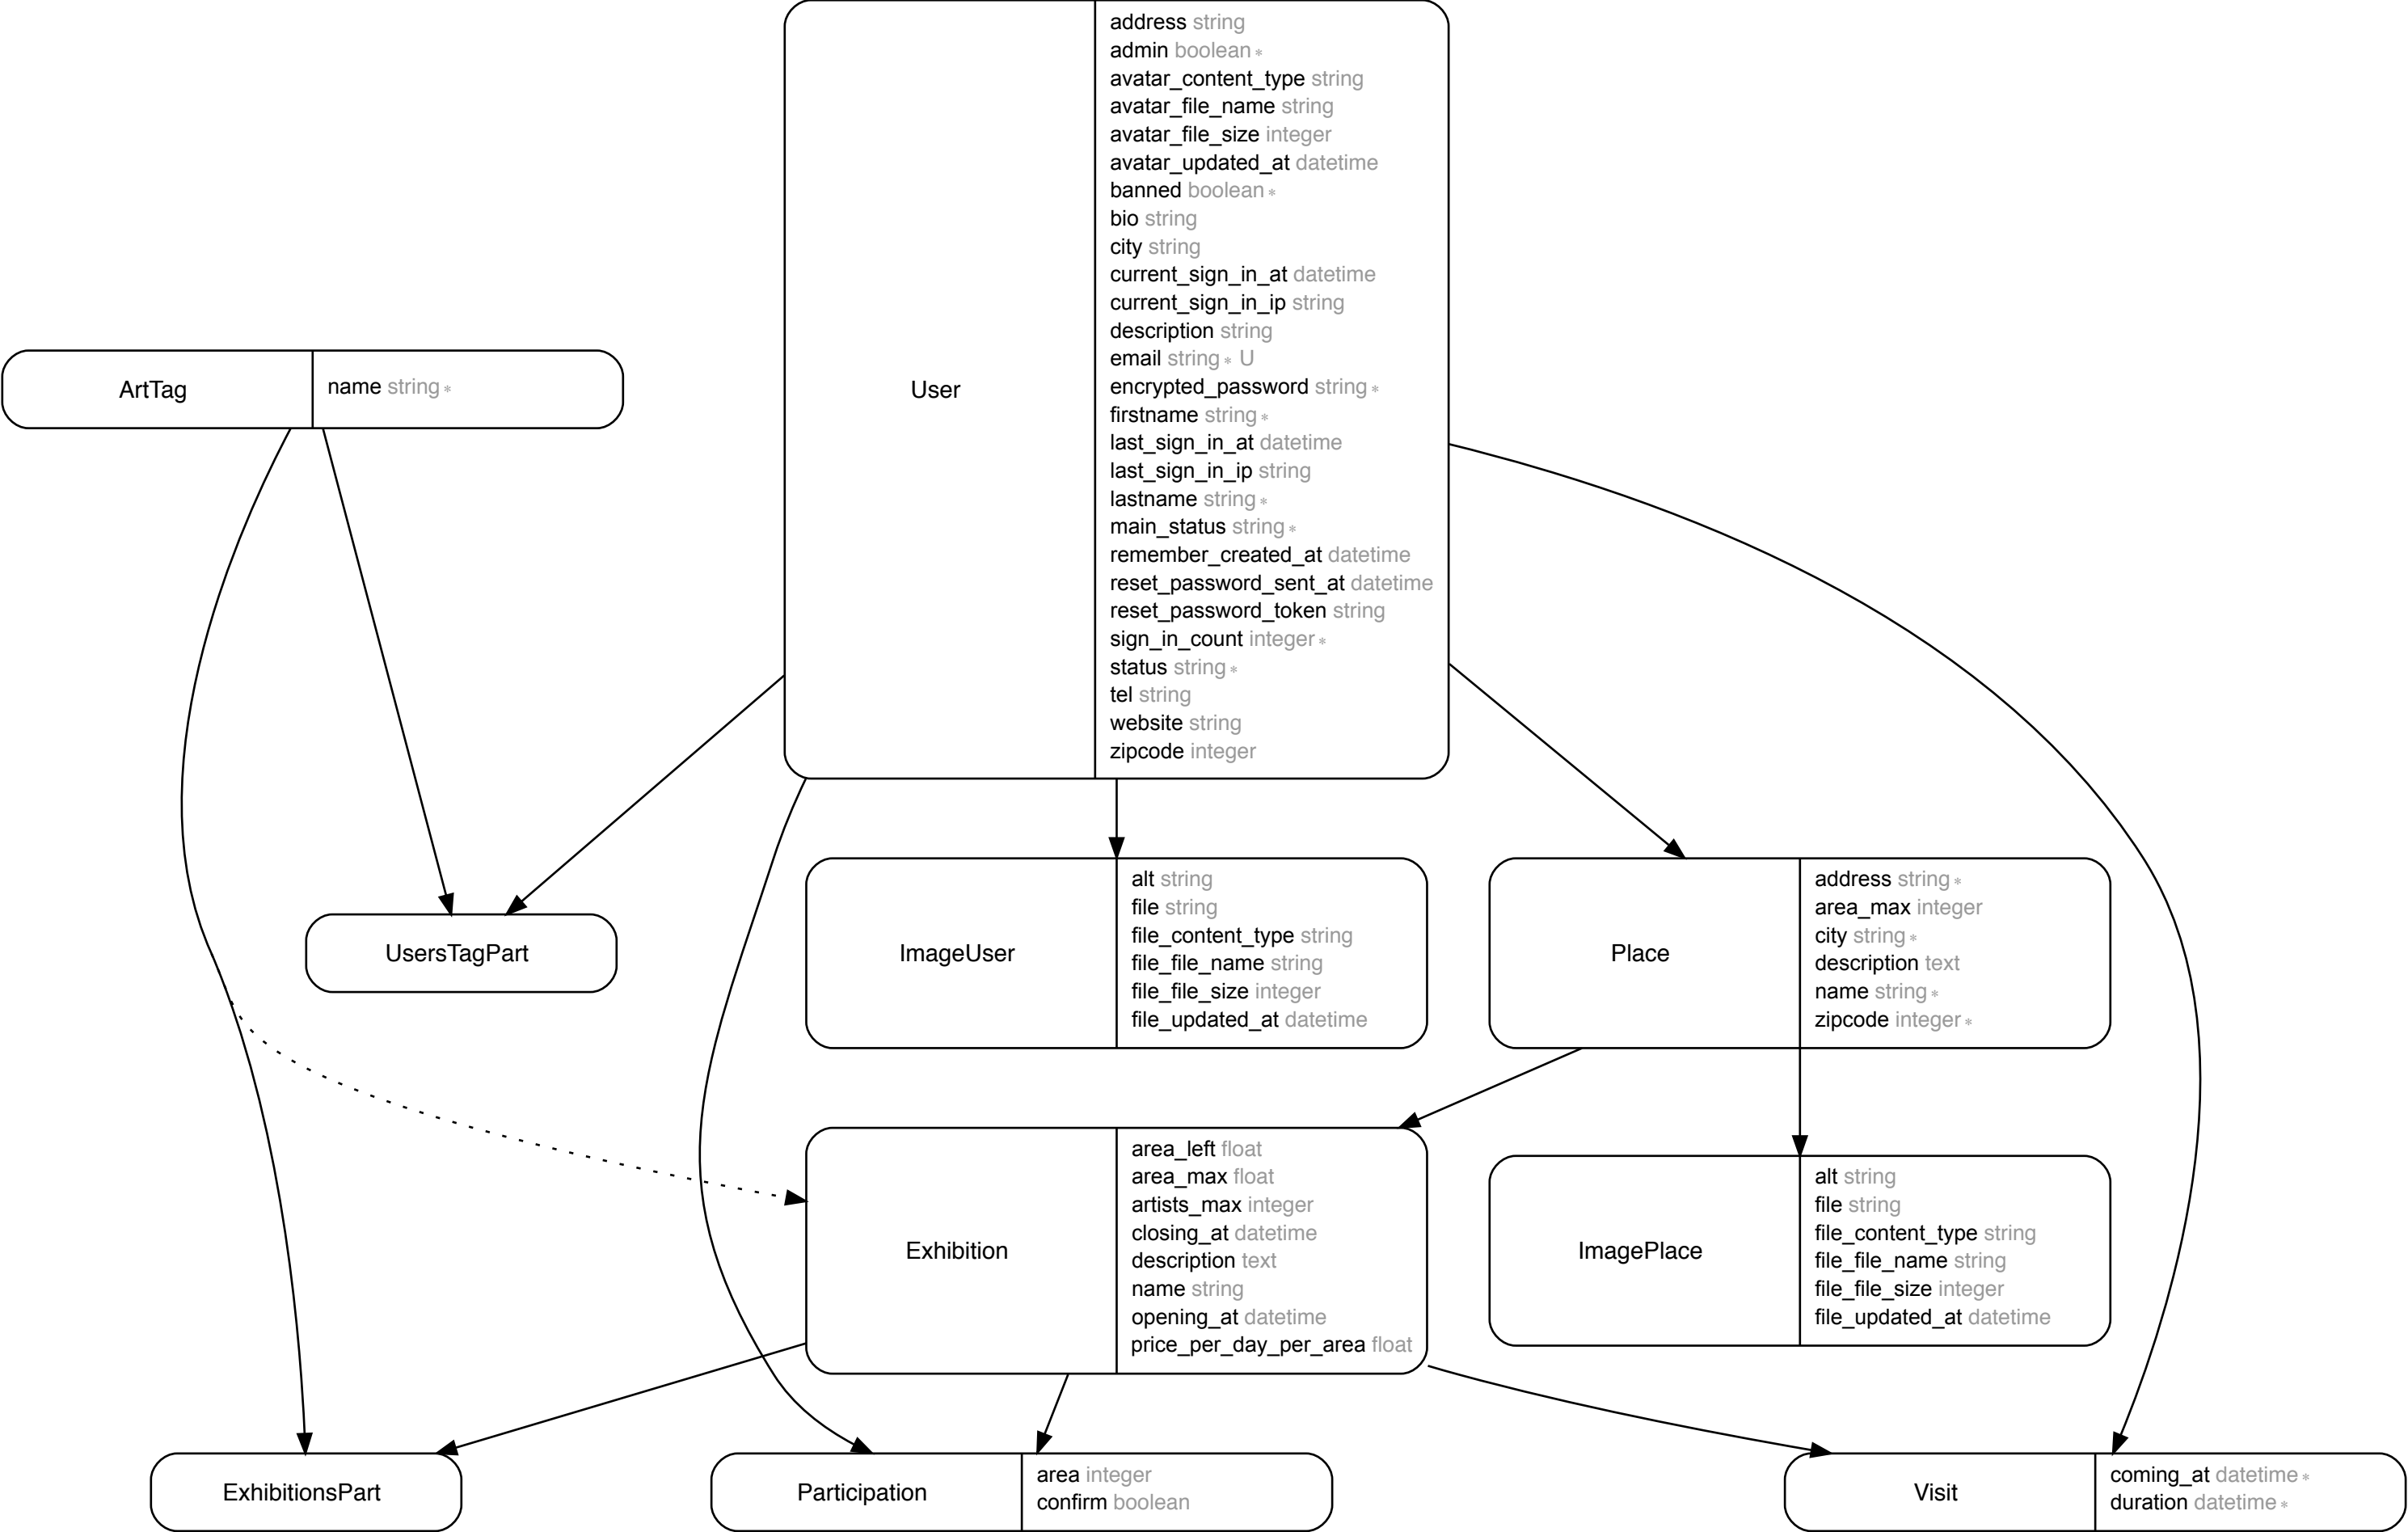 User
address string
admin boolean ∗
avatar_content_type string
avatar_file_name string
avatar_file_size integer
avatar_updated_at datetime
banned boolean ∗
bio string
city string
current_sign_in_at datetime
current_sign_in_ip string
description string
email string ∗ U
encrypted_password string ∗
firstname string ∗
last_sign_in_at datetime
last_sign_in_ip string
lastname string ∗
main_status string ∗
remember_created_at datetime
reset_password_sent_at datetime
reset_password_token string
sign_in_count integer ∗
status string ∗
tel string
website string
zipcode integer
ArtTag
name string ∗
UsersTagPart
ImageUser
alt string
file string
file_content_type string
file_file_name string
file_file_size integer
file_updated_at datetime
Place
address string ∗
area_max integer
city string ∗
description text
name string ∗
zipcode integer ∗
Exhibition
area_left float
area_max float
artists_max integer
closing_at datetime
description text
name string
opening_at datetime
price_per_day_per_area float
ImagePlace
alt string
file string
file_content_type string
file_file_name string
file_file_size integer
file_updated_at datetime
ExhibitionsPart
Participation
area integer
confirm boolean
Visit
coming_at datetime ∗
duration datetime ∗